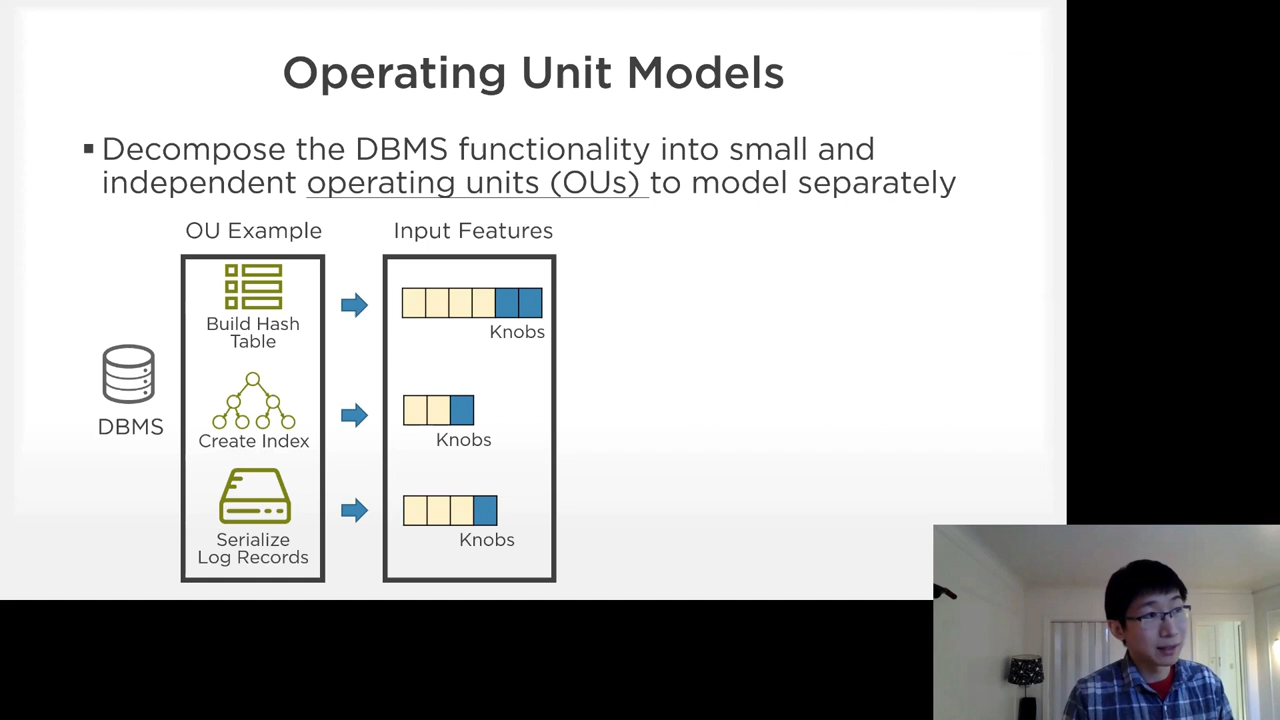 Operating Unit Models
▪ Decompose the DBMS functionality into small and
independent operating units (OUs) to model separately
OU Example
Input Features
Build Hash
Table
Knobs
DBMS
Create Index
Knobs
Serialize
Log Records
Knobs